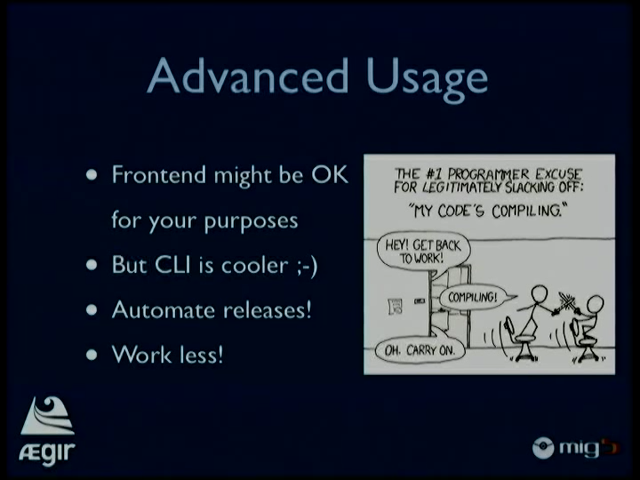 Advanced Usage
Frontend might be OK
for your purposes
But CLI is cooler ;-)
Automate releases!
Work less!
THE #1 PROGRAMMER EXCUSE
FOR LEGITIMATELY SLACKING OFF:
"MY CODE'S COMPILING."
HEY! GET BACK
TO WORK!
COMPILING!
OH. CARRY ON.
ÆGIR
mig5